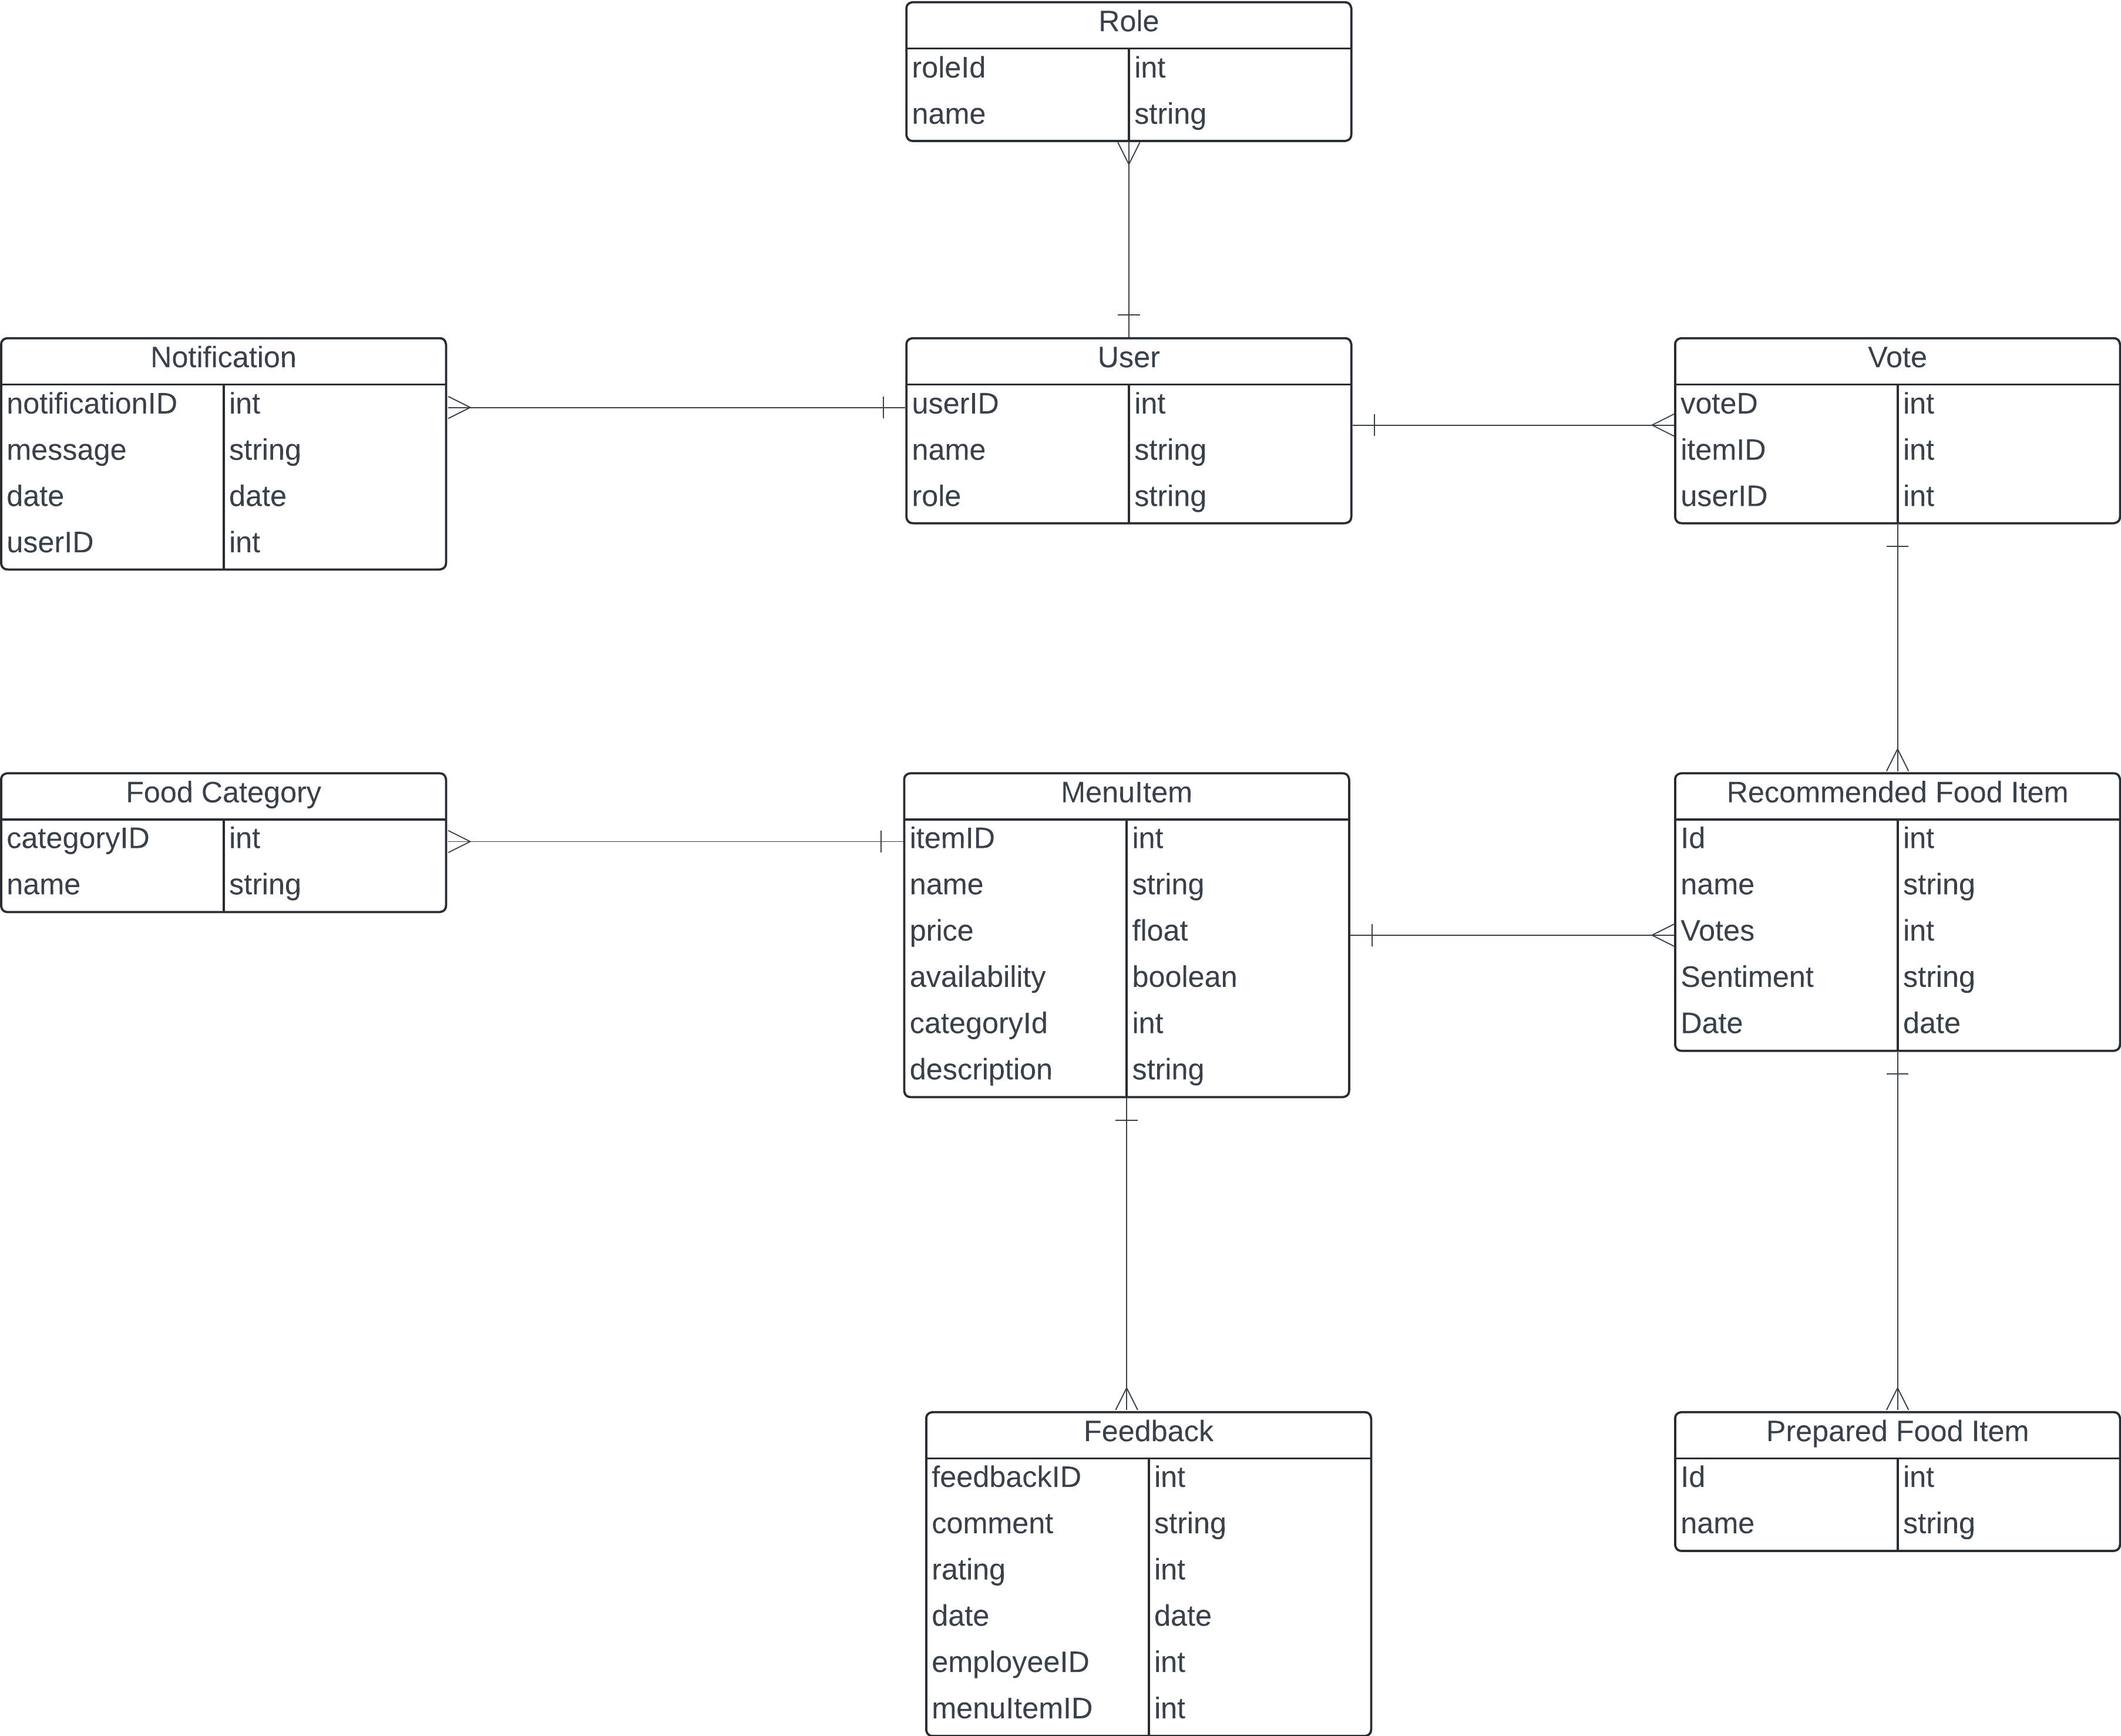 Role
roleId int
name string
Notification
notificationID int
message string
date date
userID int
User
userID int
name string
role string
Vote
voteD int
itemID int
userID int
Food Category
categoryID int
name string
MenuItem
itemID int
name string
price float
availability boolean
categoryId int
description string
Recommended Food Item
Id int
name string
Votes int
Sentiment string
Date date
Feedback
feedbackID int
comment string
rating int
date date
employeeID int
menuItemID int
Prepared Food Item
Id int
name string